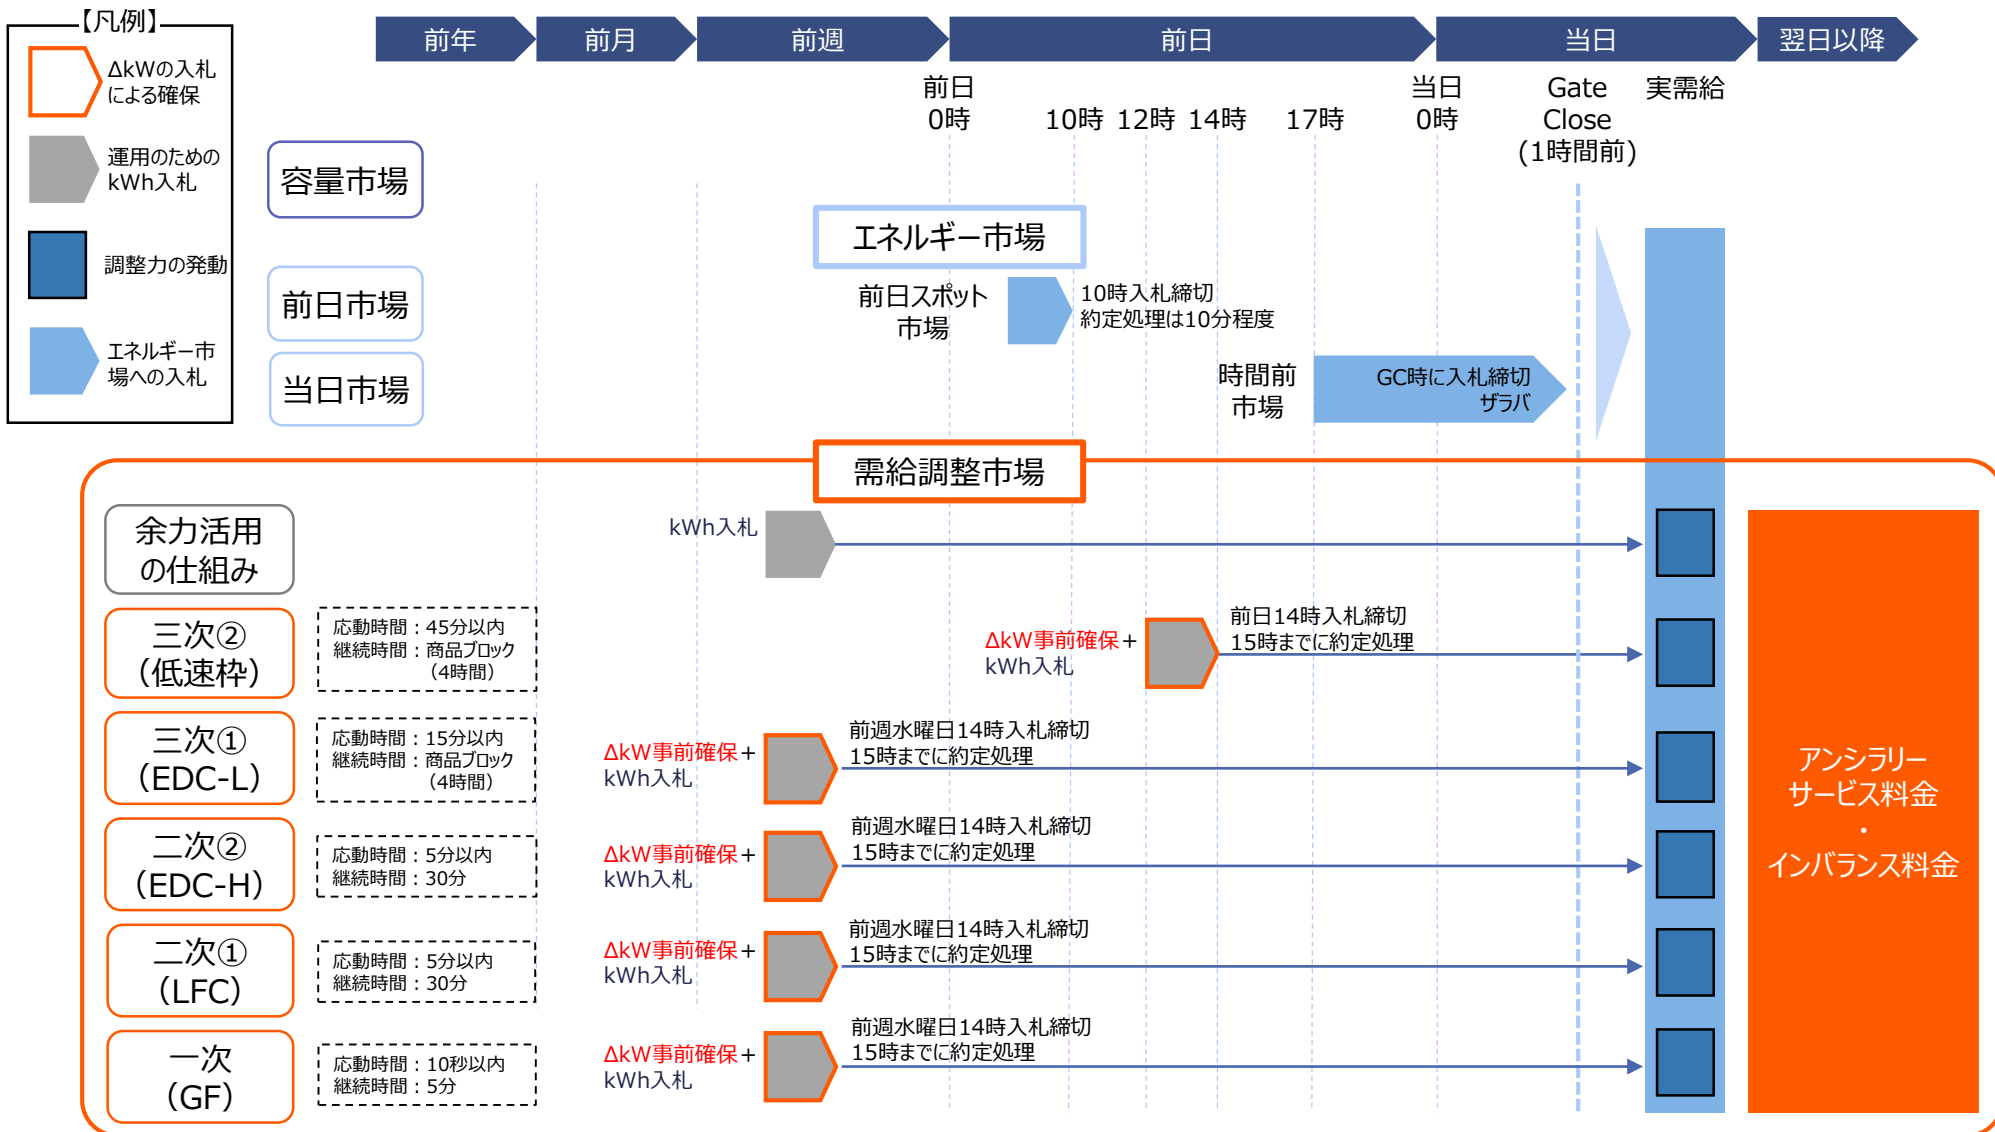 【凡例】
ΔkWの入札
による確保
運用のための
kWh入札
調整力の発動
エネルギー市
場への入札
前年
前月
前週
前日
当日
翌日以降
前日
0時
10時
12時
14時
17時
当日
0時
Gate
Close
(1時間前)
実需給
容量市場
エネルギー市場
前日市場
前日スポット
市場
10時入札締切
約定処理は10分程度
当日市場
時間前
市場
GC時に入札締切
ザラバ
需給調整市場
余力活用
の仕組み
kWh入札
三次②
（低速枠）
応動時間：45分以内
継続時間：商品ブロック
（4時間）
ΔkW事前確保+
kWh入札
前日14時入札締切
15時までに約定処理
三次①
（EDC-L）
応動時間：15分以内
継続時間：商品ブロック
（4時間）
ΔkW事前確保+
kWh入札
前週水曜日14時入札締切
15時までに約定処理
二次②
（EDC-H）
応動時間：5分以内
継続時間：30分
ΔkW事前確保+
kWh入札
前週水曜日14時入札締切
15時までに約定処理
二次①
（LFC）
応動時間：5分以内
継続時間：30分
ΔkW事前確保+
kWh入札
前週水曜日14時入札締切
15時までに約定処理
一次
（GF）
応動時間：10秒以内
継続時間：5分
ΔkW事前確保+
kWh入札
前週水曜日14時入札締切
15時までに約定処理
アンシラリー
サービス料金
・
インバランス料金